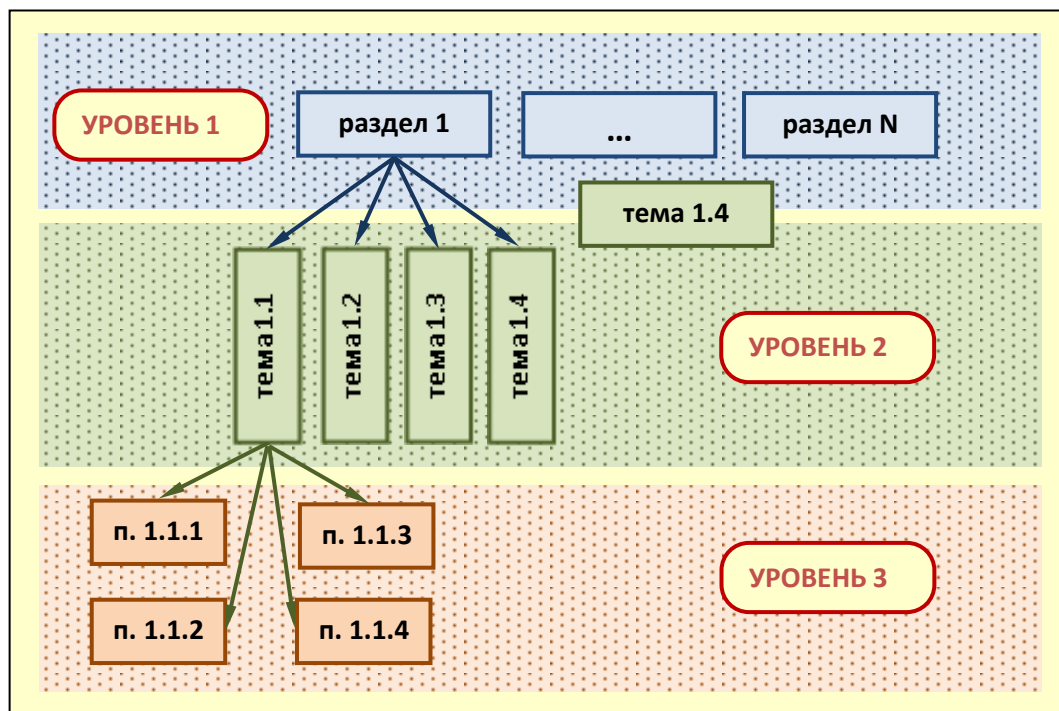 УРОВЕНЬ 1
раздел 1
...
раздел N
тема 1.4
тема1.1
тема1.2
тема1.3
тема1.4
УРОВЕНЬ 2
п. 1.1.1
п. 1.1.3
УРОВЕНЬ 3
п. 1.1.2
п. 1.1.4